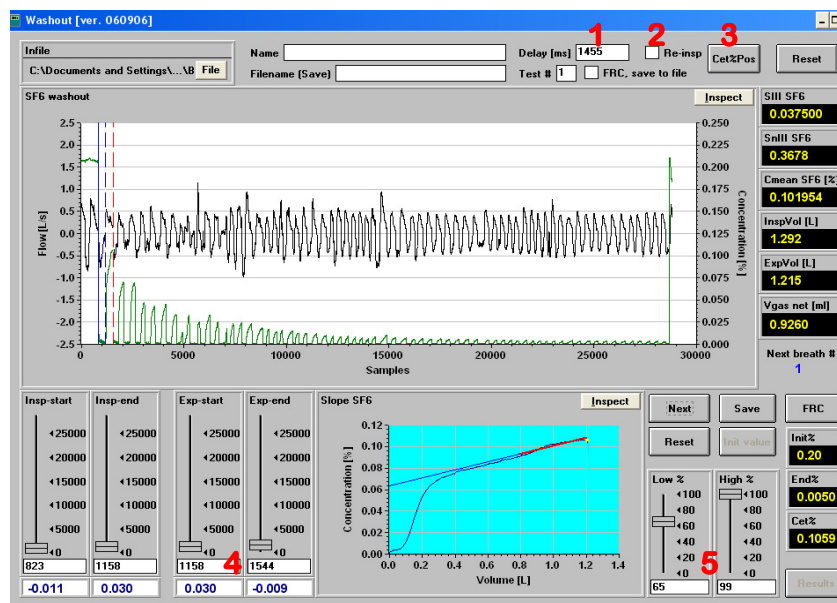 Washout [ver. 060906]
1 2 3
Infile
C:\Documents and Settings\...\B File
Name
Filename (Save)
Delay [ms] 1455
Re-insp
Test # 1
FRC, save to file
Cet%Pos
Reset
SF6 washout
Inspect
2.5
2.0
1.5
1.0
0.5
0.0
-0.5
-1.0
-1.5
-2.0
-2.5
Flow [L/s]
0.250
0.225
0.200
0.175
0.150
0.125
0.100
0.075
0.050
0.025
0.000
Concentration [%]
0 5000 10000 15000 20000 25000 30000
Samples
SIII SF6
0.037500
SnIII SF6
0.3678
Cmean SF6 [%]
0.101954
InspVol [L]
1.292
ExpVol [L]
1.215
Vgas net [ml]
0.9260
Next breath #
1
Insp-start
25000
20000
15000
10000
5000
0
823
-0.011
Insp-end
25000
20000
15000
10000
5000
0
1158
0.030
Exp-start
25000
20000
15000
10000
5000
0
1158
0.030
4
Exp-end
25000
20000
15000
10000
5000
0
1544
-0.009
Slope SF6
Inspect
0.12
0.10
0.08
0.06
0.04
0.02
0.00
Concentration [%]
0.0 0.2 0.4 0.6 0.8 1.0 1.2 1.4
Volume [L]
Next
Save
FRC
Reset
Init value
Low %
100
80
60
40
20
0
65
High %
100
80
60
40
20
0
99
5
Init%
0.20
End%
0.0050
Cet%
0.1059
Results